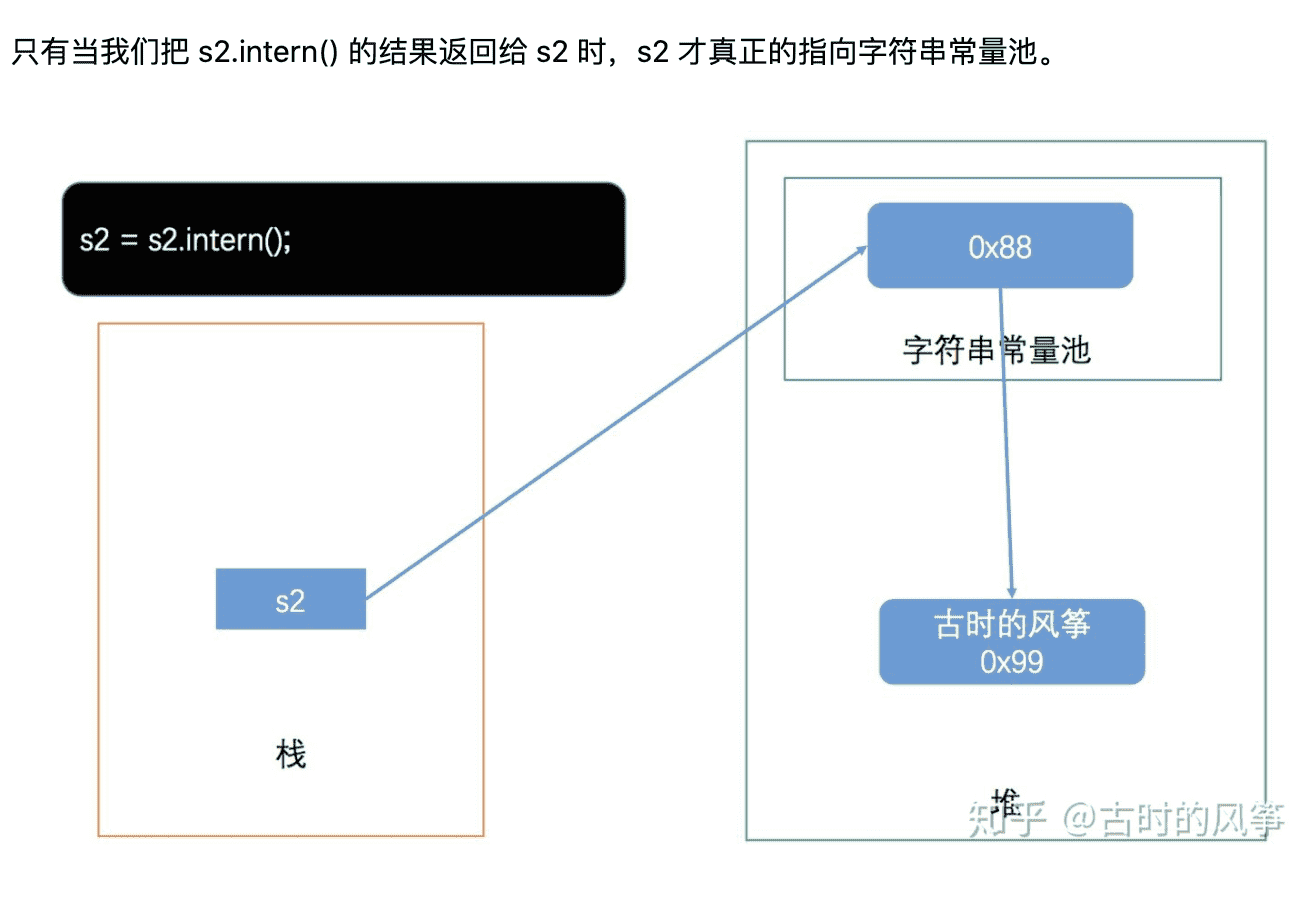 只有当我们把 s2.intern() 的结果返回给 s2 时，s2 才真正的指向字符串常量池。
s2 = s2.intern();
0x88
字符串常量池
s2
古时的风筝
0x99
栈
堆
知乎 @古时的风筝